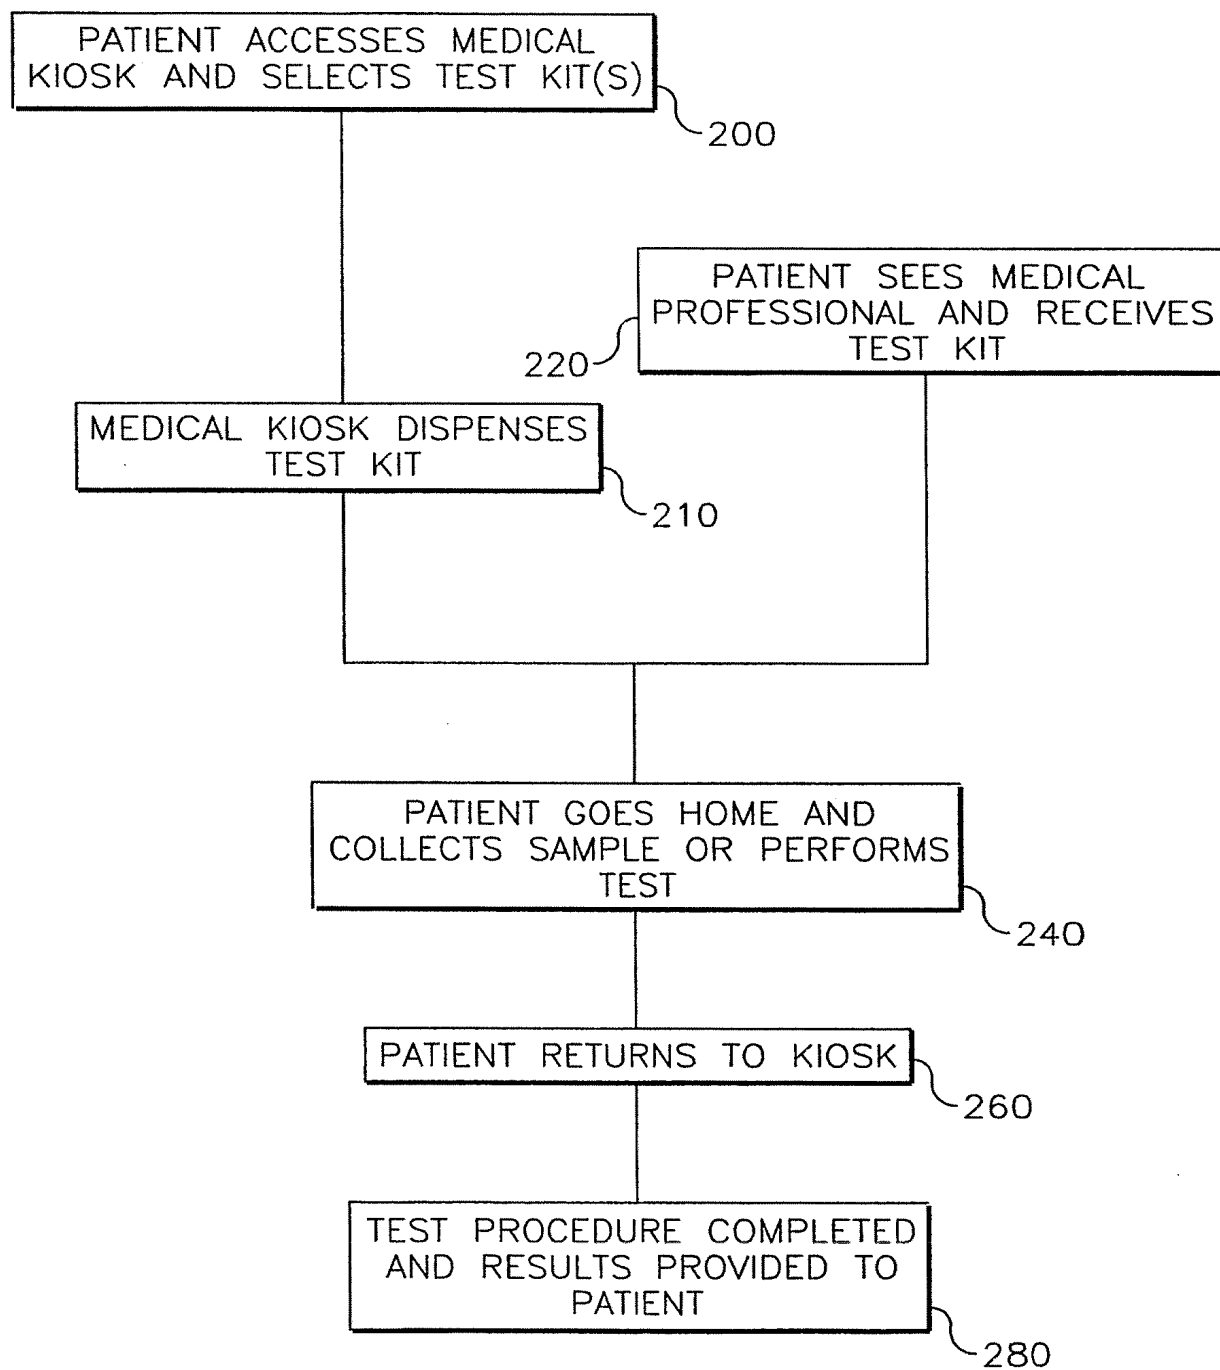 PATIENT ACCESSES MEDICAL
KIOSK AND SELECTS TEST KIT(S)
200
PATIENT SEES MEDICAL
PROFESSIONAL AND RECEIVES
TEST KIT
220
MEDICAL KIOSK DISPENSES
TEST KIT
210
PATIENT GOES HOME AND
COLLECTS SAMPLE OR PERFORMS
TEST
240
PATIENT RETURNS TO KIOSK
260
TEST PROCEDURE COMPLETED
AND RESULTS PROVIDED TO
PATIENT
280